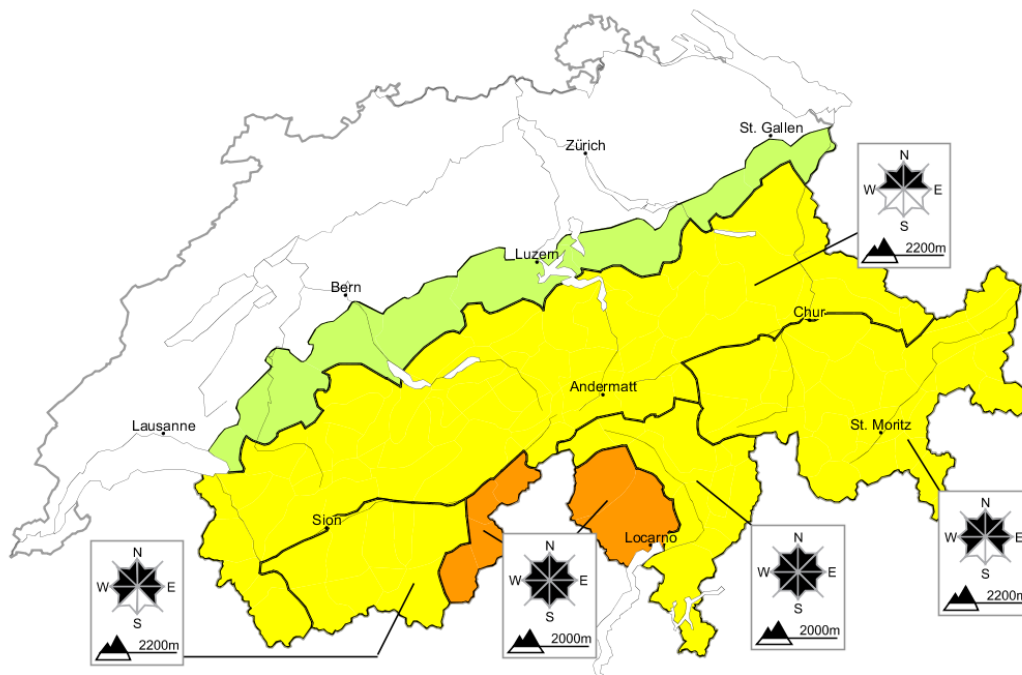 St. Gallen
Zürich
N
W E
S
2200m
Luzern
Bern
Chur
Andermatt
Lausanne
St. Moritz
Sion
Locarno
N
W E
S
2200m
N
W E
S
2000m
N
W E
S
2000m
N
W E
S
2200m